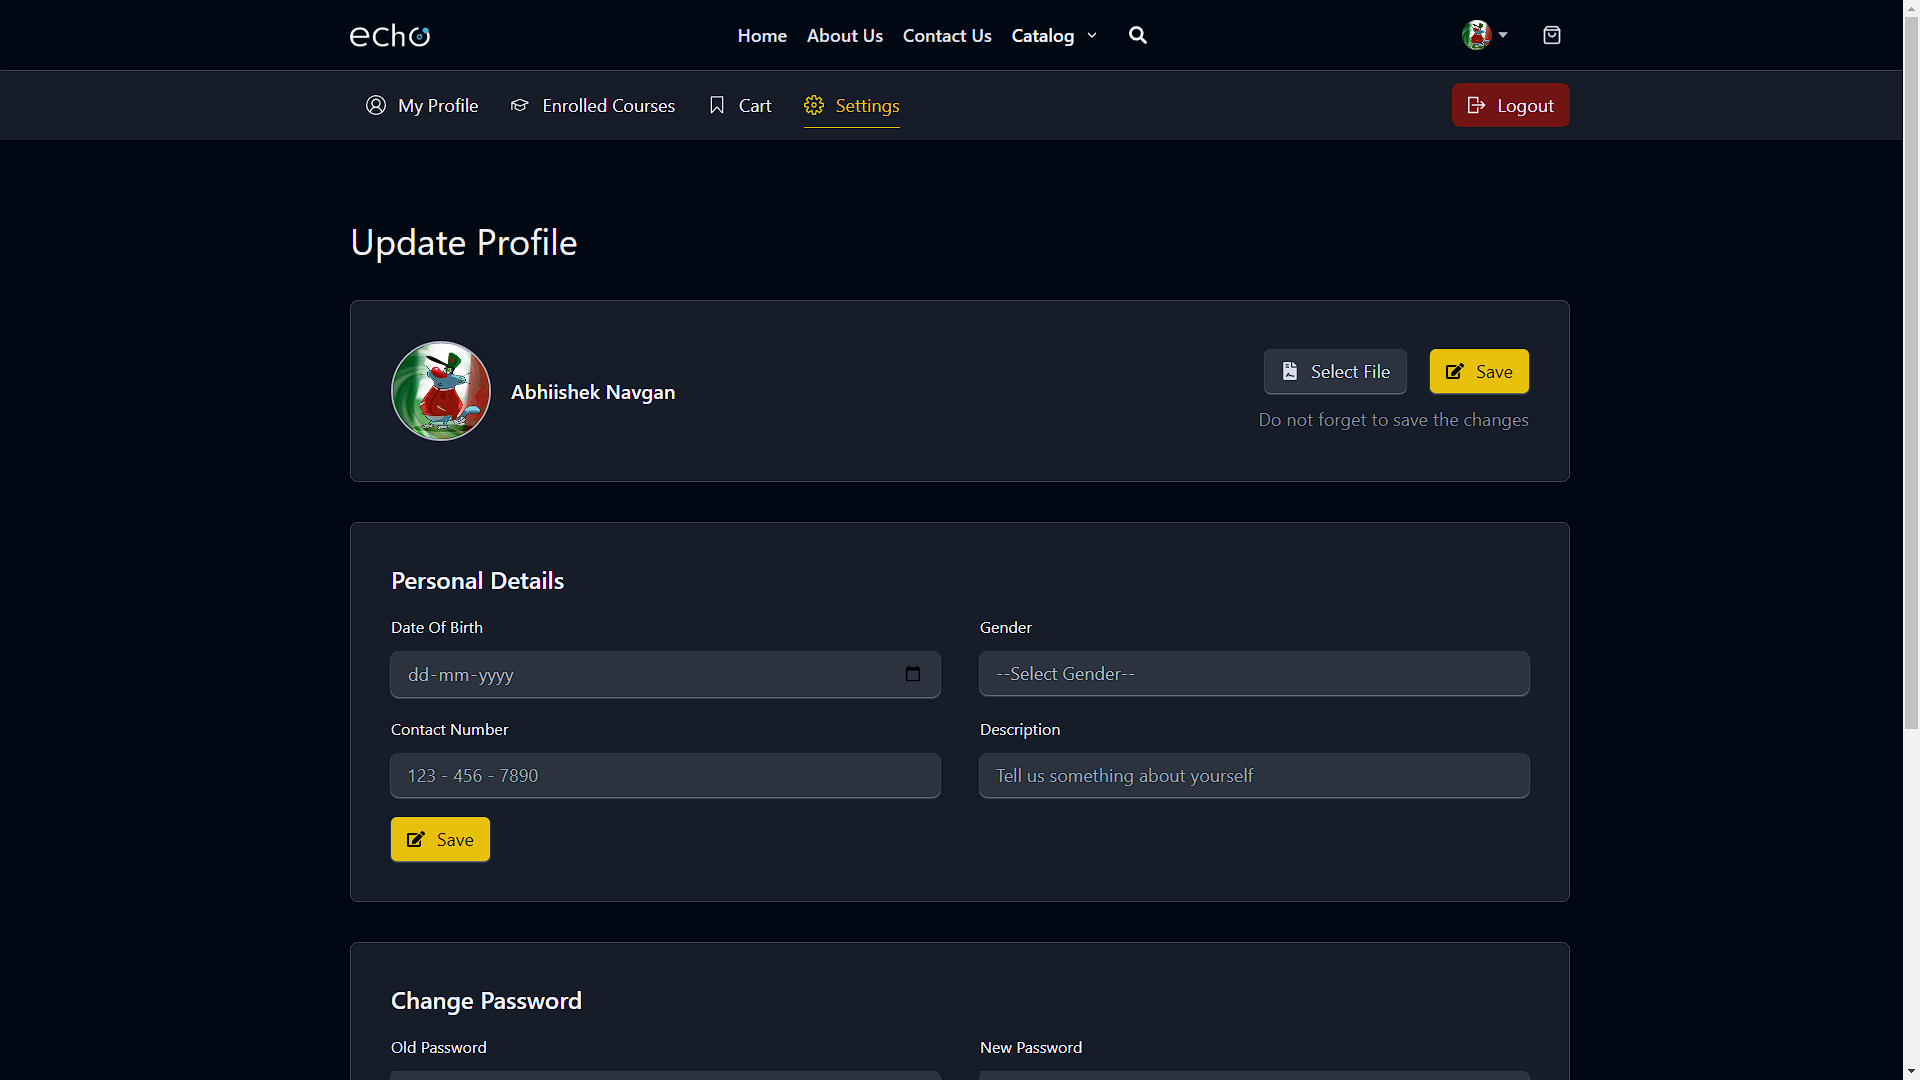 echo
Home About Us Contact Us Catalog
My Profile Enrolled Courses Cart Settings Logout
Update Profile
Abhiishek Navgan
Select File Save
Do not forget to save the changes
Personal Details
Date Of Birth Gender
dd-mm-yyyy --Select Gender--
Contact Number Description
123 - 456 - 7890 Tell us something about yourself
Save
Change Password
Old Password New Password